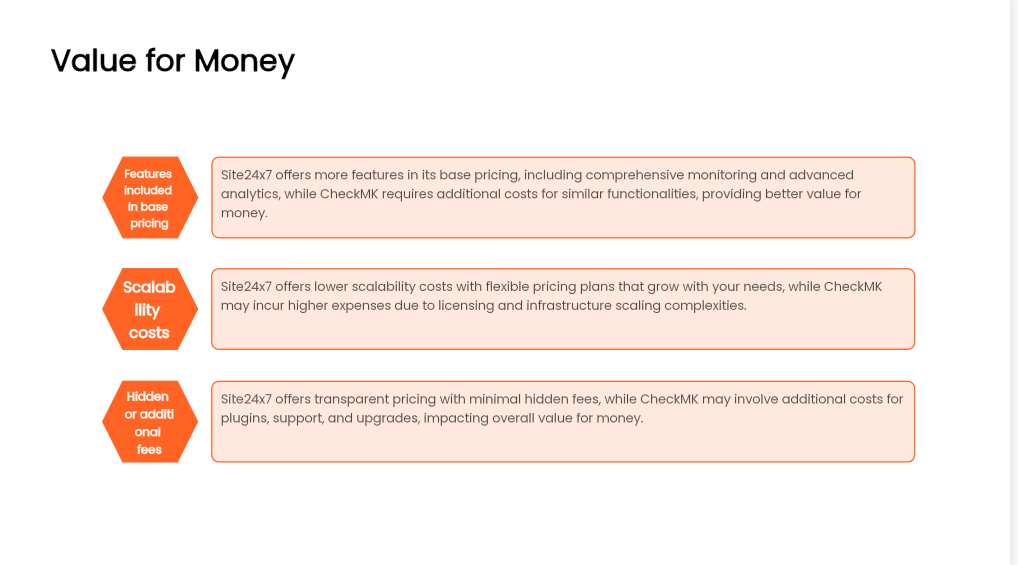 Value for Money
Features
included
in base
pricing
Site24x7 offers more features in its base pricing, including comprehensive monitoring and advanced
analytics, while CheckMK requires additional costs for similar functionalities, providing better value for
money.
Scalab
ility
costs
Site24x7 offers lower scalability costs with flexible pricing plans that grow with your needs, while CheckMK
may incur higher expenses due to licensing and infrastructure scaling complexities.
Hidden
or additi
onal
fees
Site24x7 offers transparent pricing with minimal hidden fees, while CheckMK may involve additional costs for
plugins, support, and upgrades, impacting overall value for money.